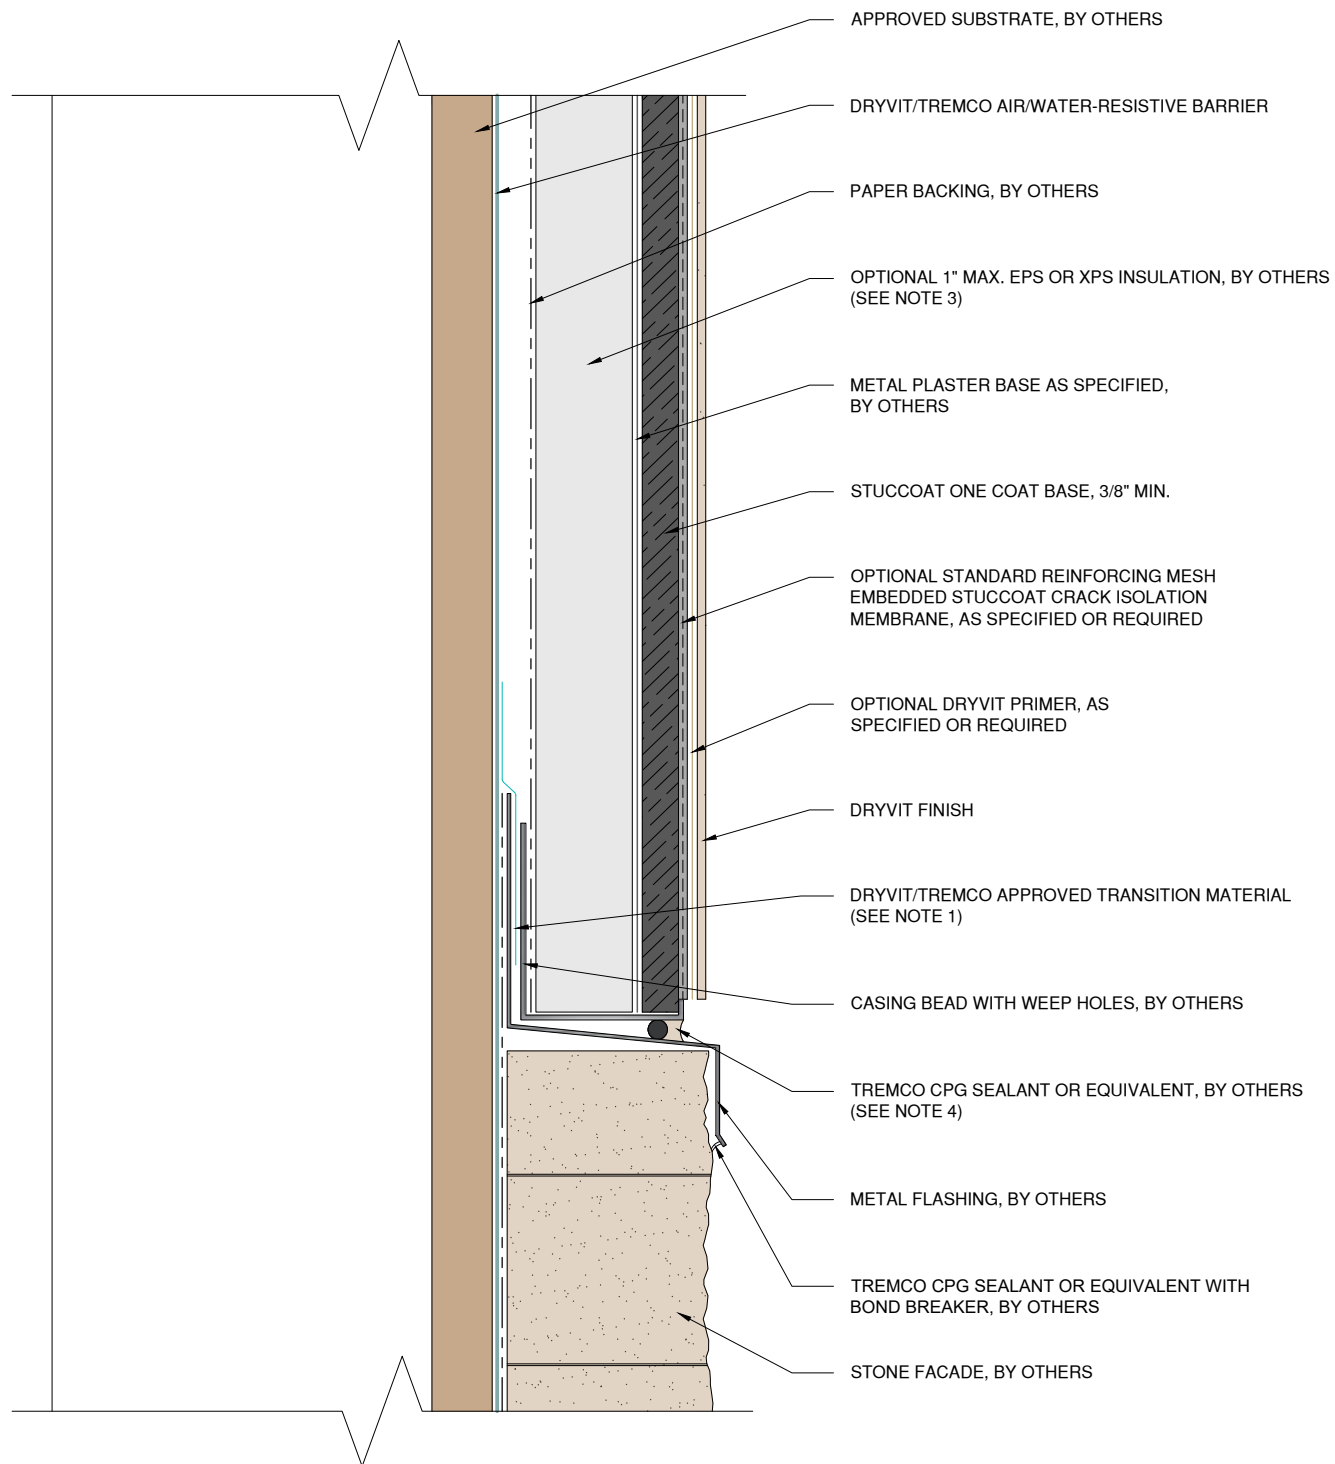 APPROVED SUBSTRATE, BY OTHERS
DRYVIT/TREMCO AIR/WATER-RESISTIVE BARRIER
PAPER BACKING, BY OTHERS
OPTIONAL 1" MAX. EPS OR XPS INSULATION, BY OTHERS
(SEE NOTE 3)
METAL PLASTER BASE AS SPECIFIED,
BY OTHERS
STUCCOAT ONE COAT BASE, 3/8" MIN.
OPTIONAL STANDARD REINFORCING MESH
EMBEDDED STUCCOAT CRACK ISOLATION
MEMBRANE, AS SPECIFIED OR REQUIRED
OPTIONAL DRYVIT PRIMER, AS
SPECIFIED OR REQUIRED
DRYVIT FINISH
DRYVIT/TREMCO APPROVED TRANSITION MATERIAL
(SEE NOTE 1)
CASING BEAD WITH WEEP HOLES, BY OTHERS
TREMCO CPG SEALANT OR EQUIVALENT, BY OTHERS
(SEE NOTE 4)
METAL FLASHING, BY OTHERS
TREMCO CPG SEALANT OR EQUIVALENT WITH
BOND BREAKER, BY OTHERS
STONE FACADE, BY OTHERS